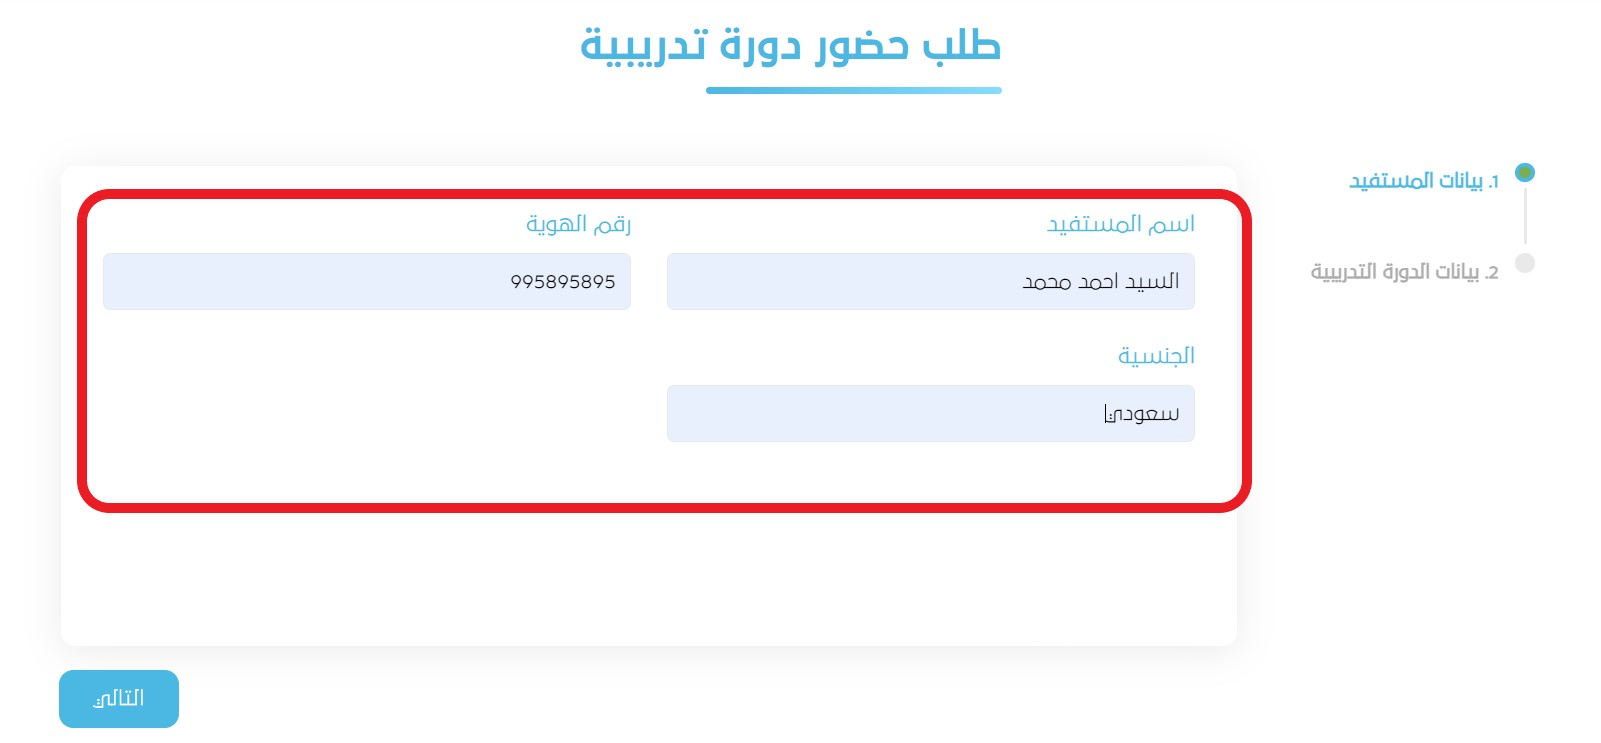 طلب حضور دورة تدريبية
1. بيانات المستفيد
2. بيانات الدورة التدريبية
اسم المستفيد
السيد احمد محمد
رقم الهوية
995895895
الجنسية
سعودي
التالي